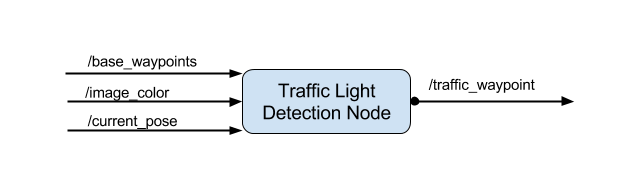 /base_waypoints
/image_color
/current_pose
Traffic Light
Detection Node
/traffic_waypoint